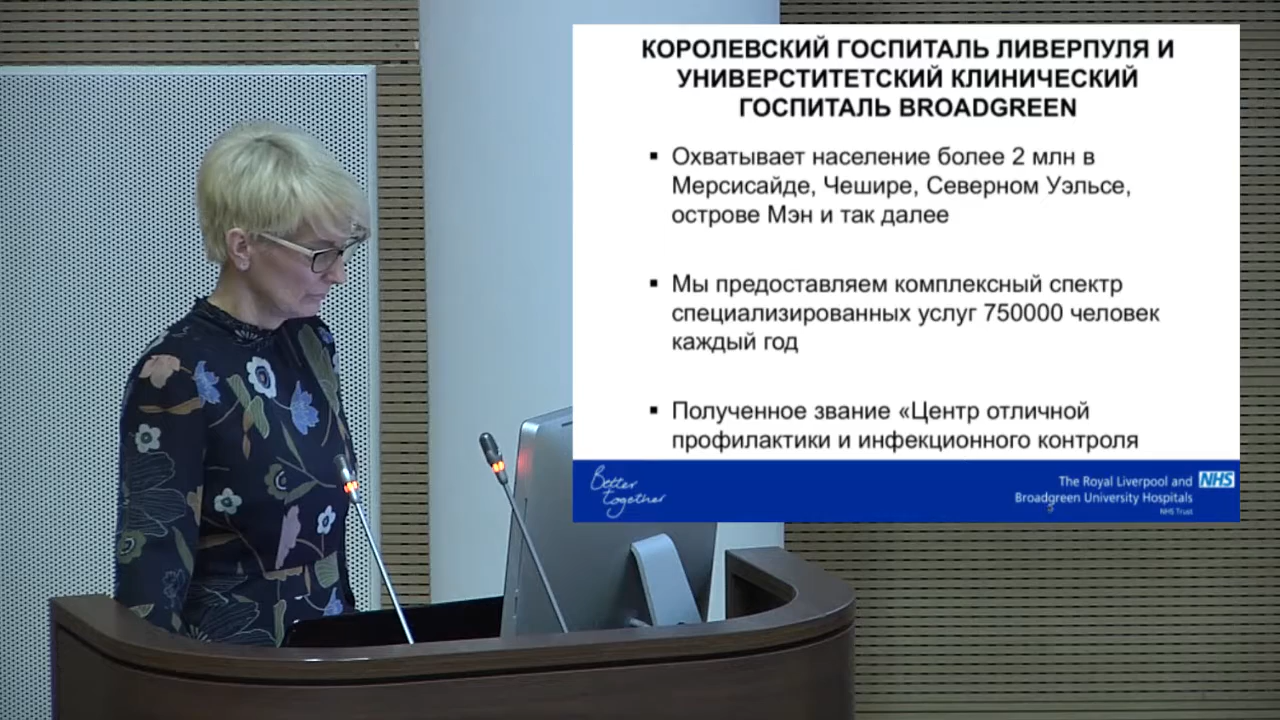 КОРОЛЕВСКИЙ ГОСПИТАЛЬ ЛИВЕРПУЛЯ И
УНИВЕРСТИТЕТСКИЙ КЛИНИЧЕСКИЙ
ГОСПИТАЛЬ BROADGREEN
▪ Охватывает население более 2 млн в
Мерсисайде, Чешире, Северном Уэльсе,
острове Мэн и так далее
▪ Мы предоставляем комплексный спектр
специализированных услуг 750000 человек
каждый год
▪ Полученное звание «Центр отличной
профилактики и инфекционного контроля
Better
together
The Royal Liverpool and NHS
Broadgreen University Hospitals
NHS Trust